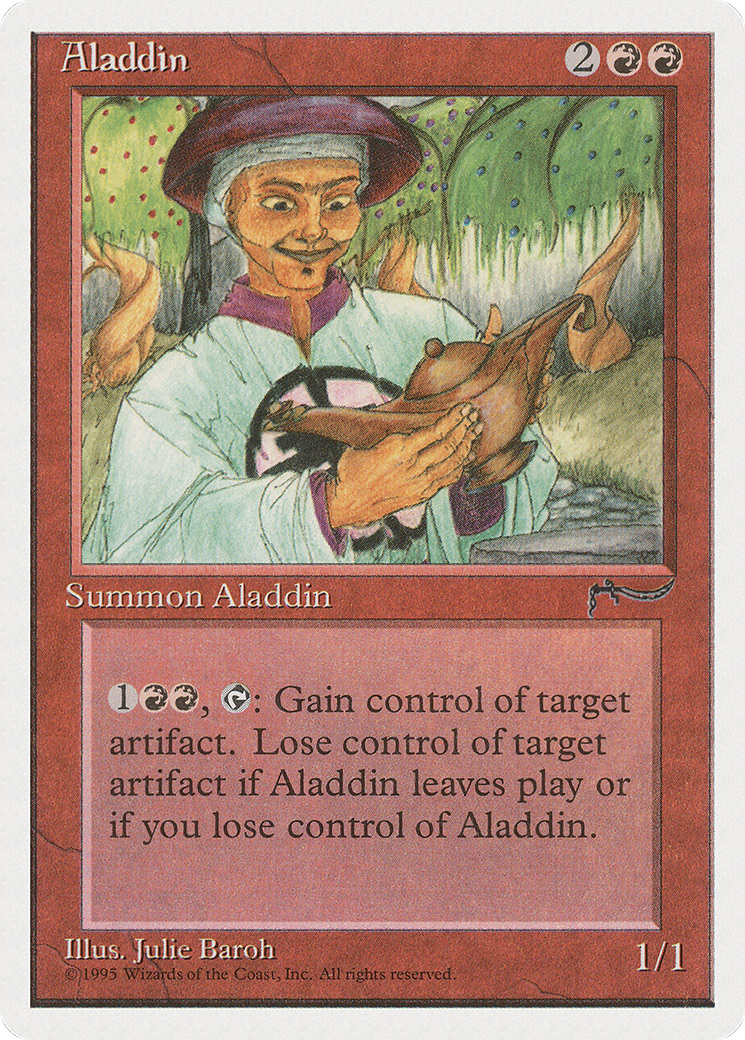 Aladdin 2
Summon Aladdin
1, : Gain control of target
artifact. Lose control of target
artifact if Aladdin leaves play or
if you lose control of Aladdin.
Illus. Julie Baroh
1/1
© 1995 Wizards of the Coast, Inc. All rights reserved.